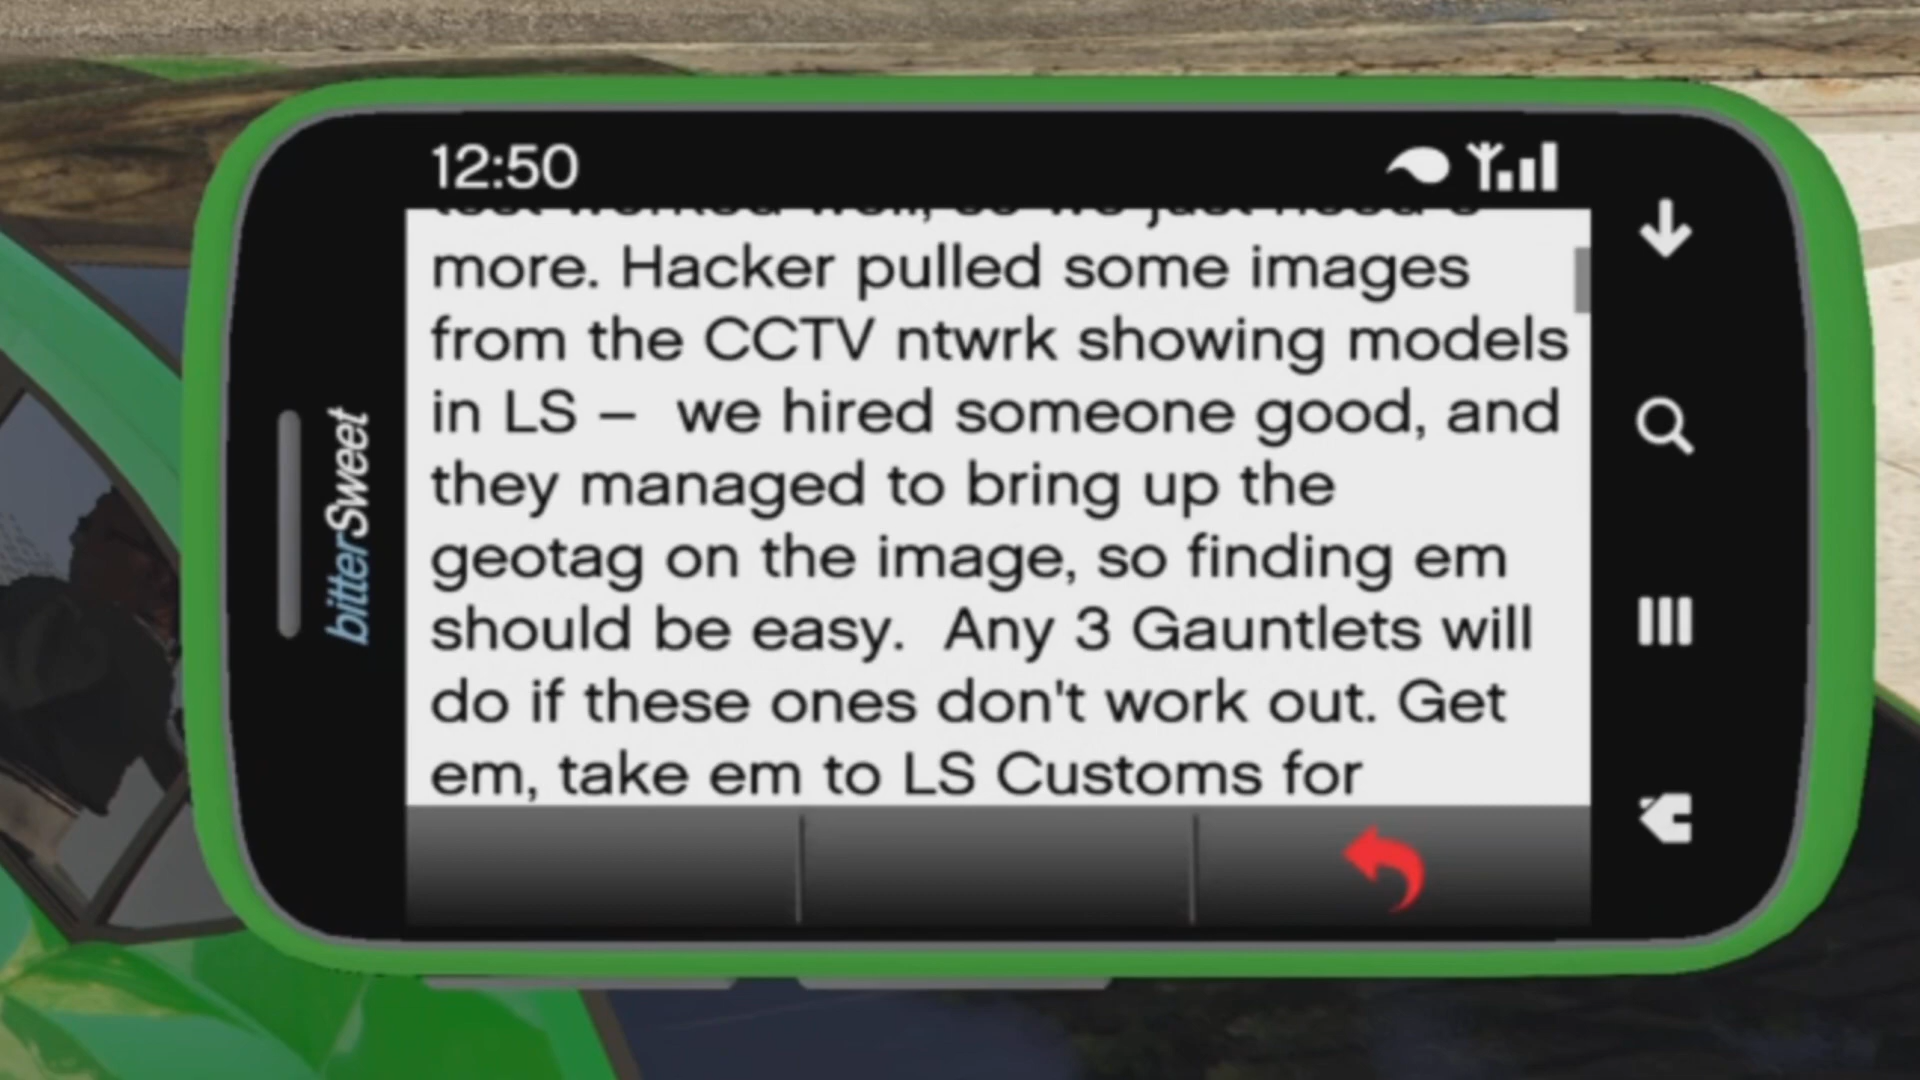 12:50
more. Hacker pulled some images
from the CCTV ntwrk showing models
in LS –  we hired someone good, and
they managed to bring up the
geotag on the image, so finding em
should be easy.  Any 3 Gauntlets will
do if these ones don't work out. Get
em, take em to LS Customs for
bitterSweet